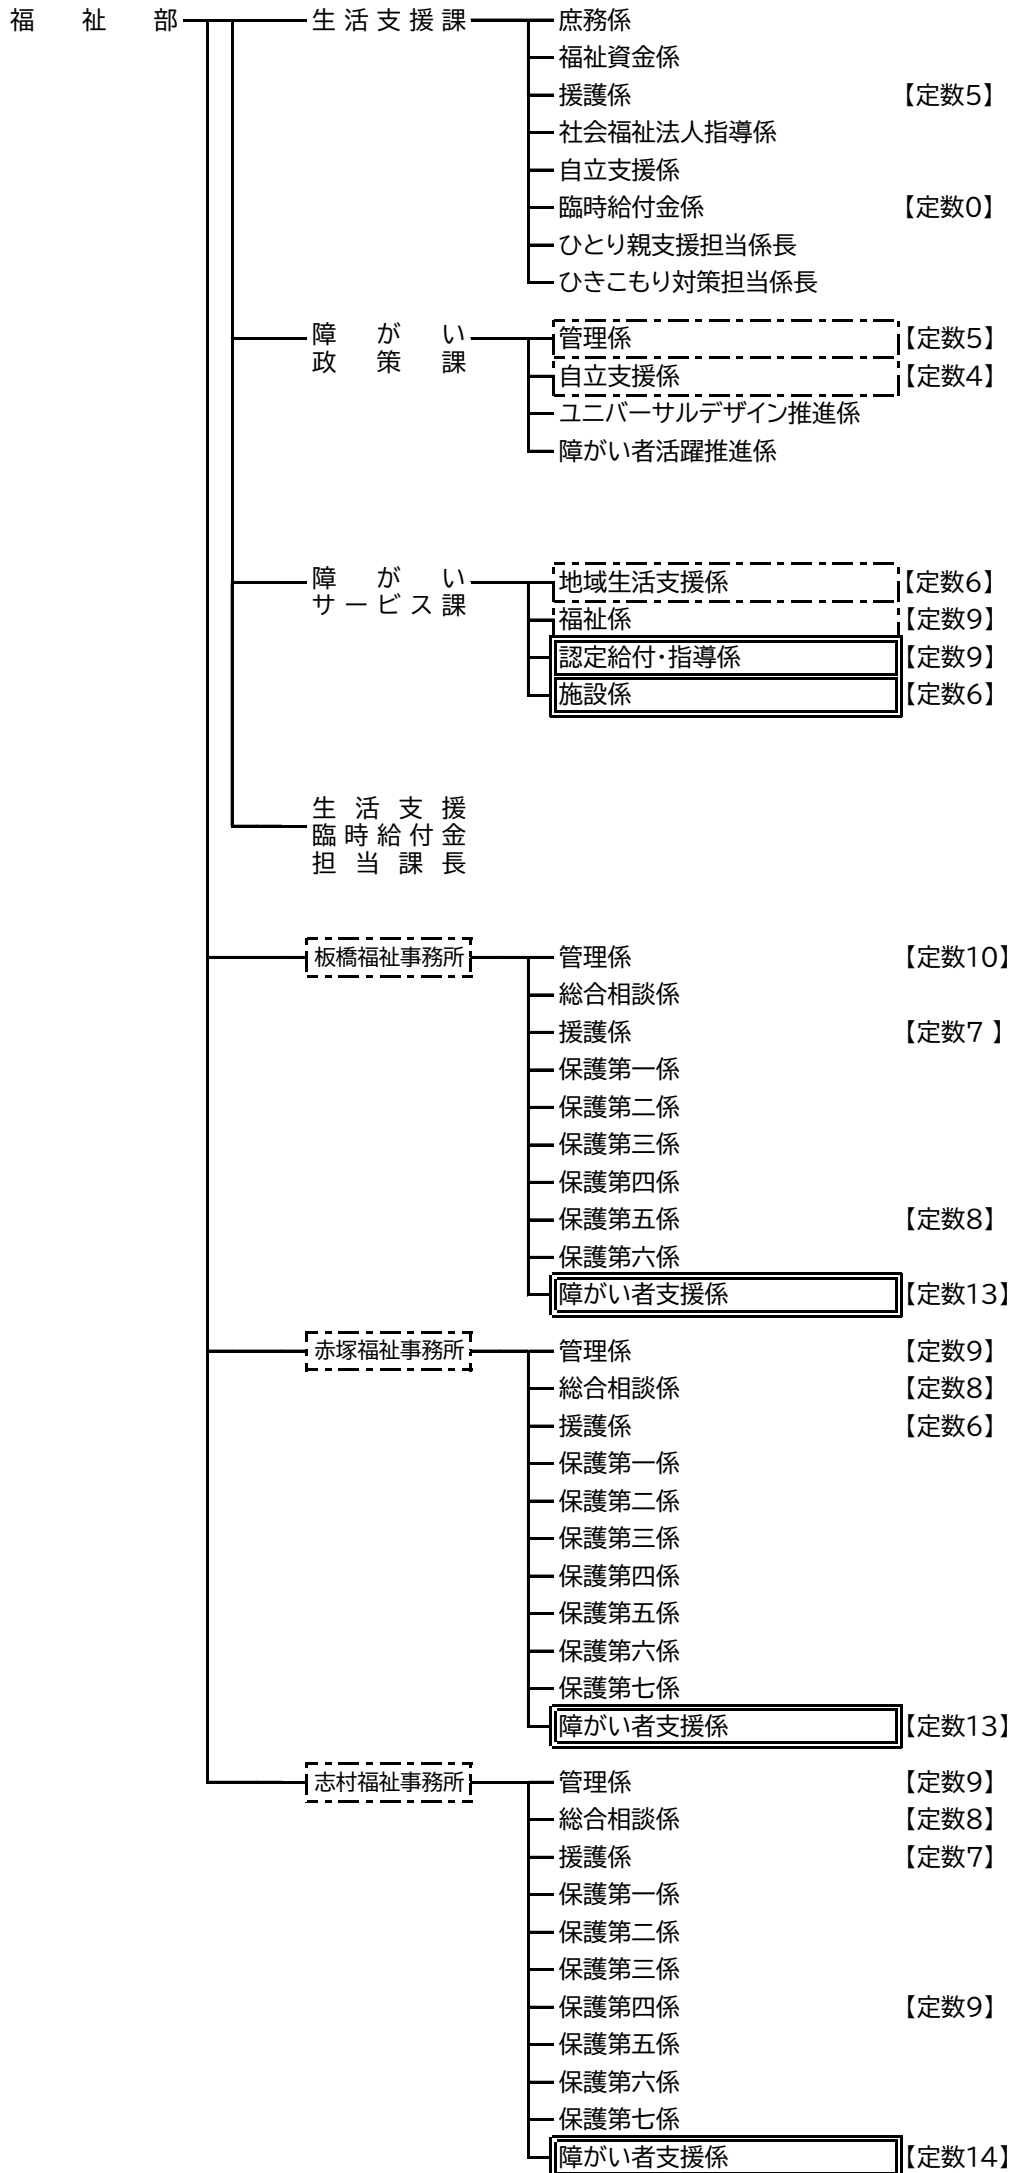 福祉部
生活支援課
庶務係
福祉資金係
援護係 【定数5】
社会福祉法人指導係
自立支援係
臨時給付金係 【定数0】
ひとり親支援担当係長
ひきこもり対策担当係長
障がい
政策課
管理係 【定数5】
自立支援係 【定数4】
ユニバーサルデザイン推進係
障がい者活躍推進係
障がい
サービス課
地域生活支援係 【定数6】
福祉係 【定数9】
認定給付・指導係 【定数9】
施設係 【定数6】
生活支援
臨時給付金
担当課長
板橋福祉事務所
管理係 【定数10】
総合相談係
援護係 【定数7 】
保護第一係
保護第二係
保護第三係
保護第四係
保護第五係 【定数8】
保護第六係
障がい者支援係 【定数13】
赤塚福祉事務所
管理係 【定数9】
総合相談係 【定数8】
援護係 【定数6】
保護第一係
保護第二係
保護第三係
保護第四係
保護第五係
保護第六係
保護第七係
障がい者支援係 【定数13】
志村福祉事務所
管理係 【定数9】
総合相談係 【定数8】
援護係 【定数7】
保護第一係
保護第二係
保護第三係
保護第四係 【定数9】
保護第五係
保護第六係
保護第七係
障がい者支援係 【定数14】